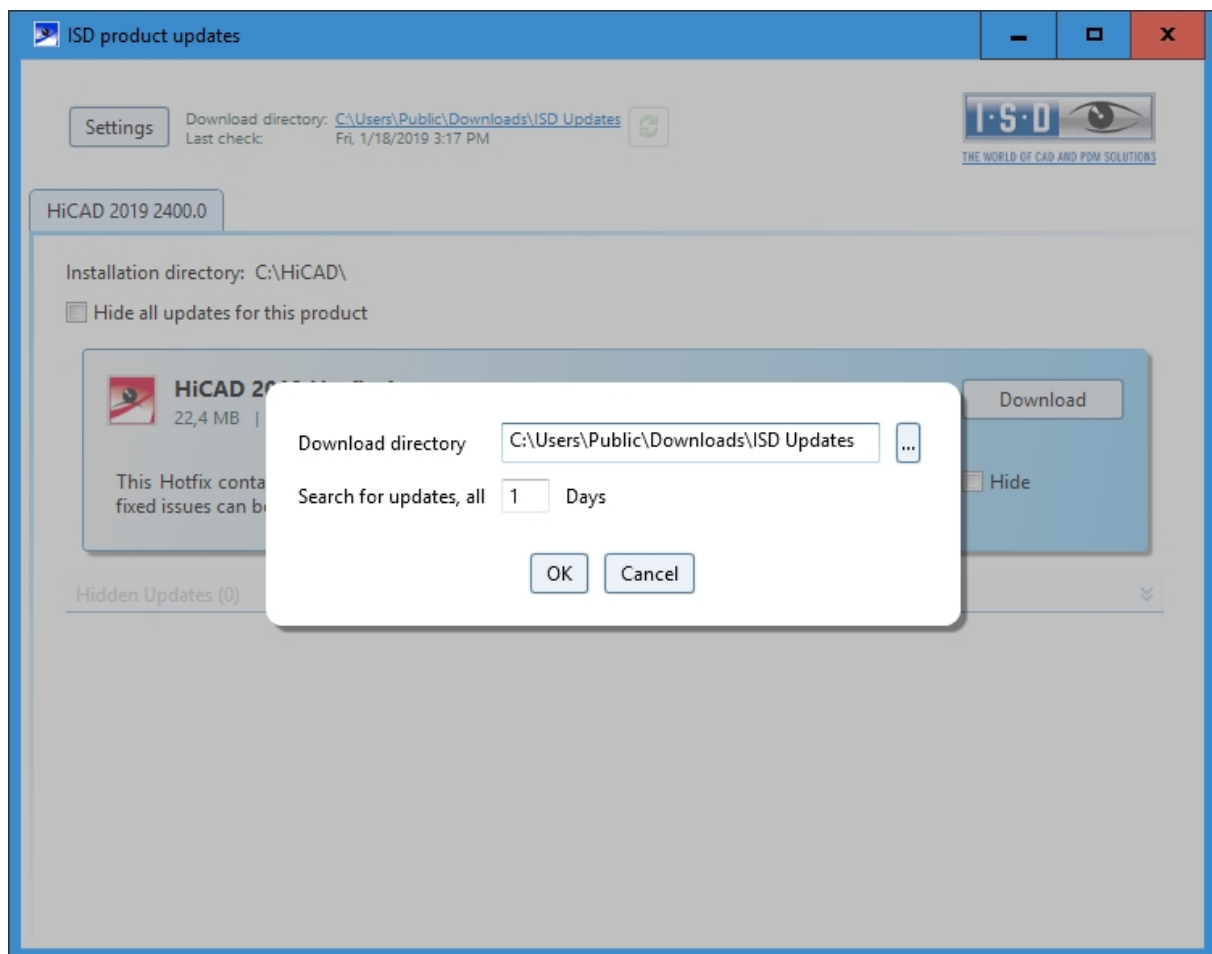 ISD product updates
Settings
Download directory: C:\Users\Public\Downloads\ISD Updates
Last check: Fri, 1/18/2019 3:17 PM
I·S·D
THE WORLD OF CAD AND PDM SOLUTIONS
HiCAD 2019 2400.0
Installation directory: C:\HiCAD\
Hide all updates for this product
HiCAD
22,4 MB |
Download
Download directory C:\Users\Public\Downloads\ISD Updates ...
This Hotfix
Search for updates, all 1 Days
Hide
fixed issues can
OK Cancel
Hidden Updates (0)